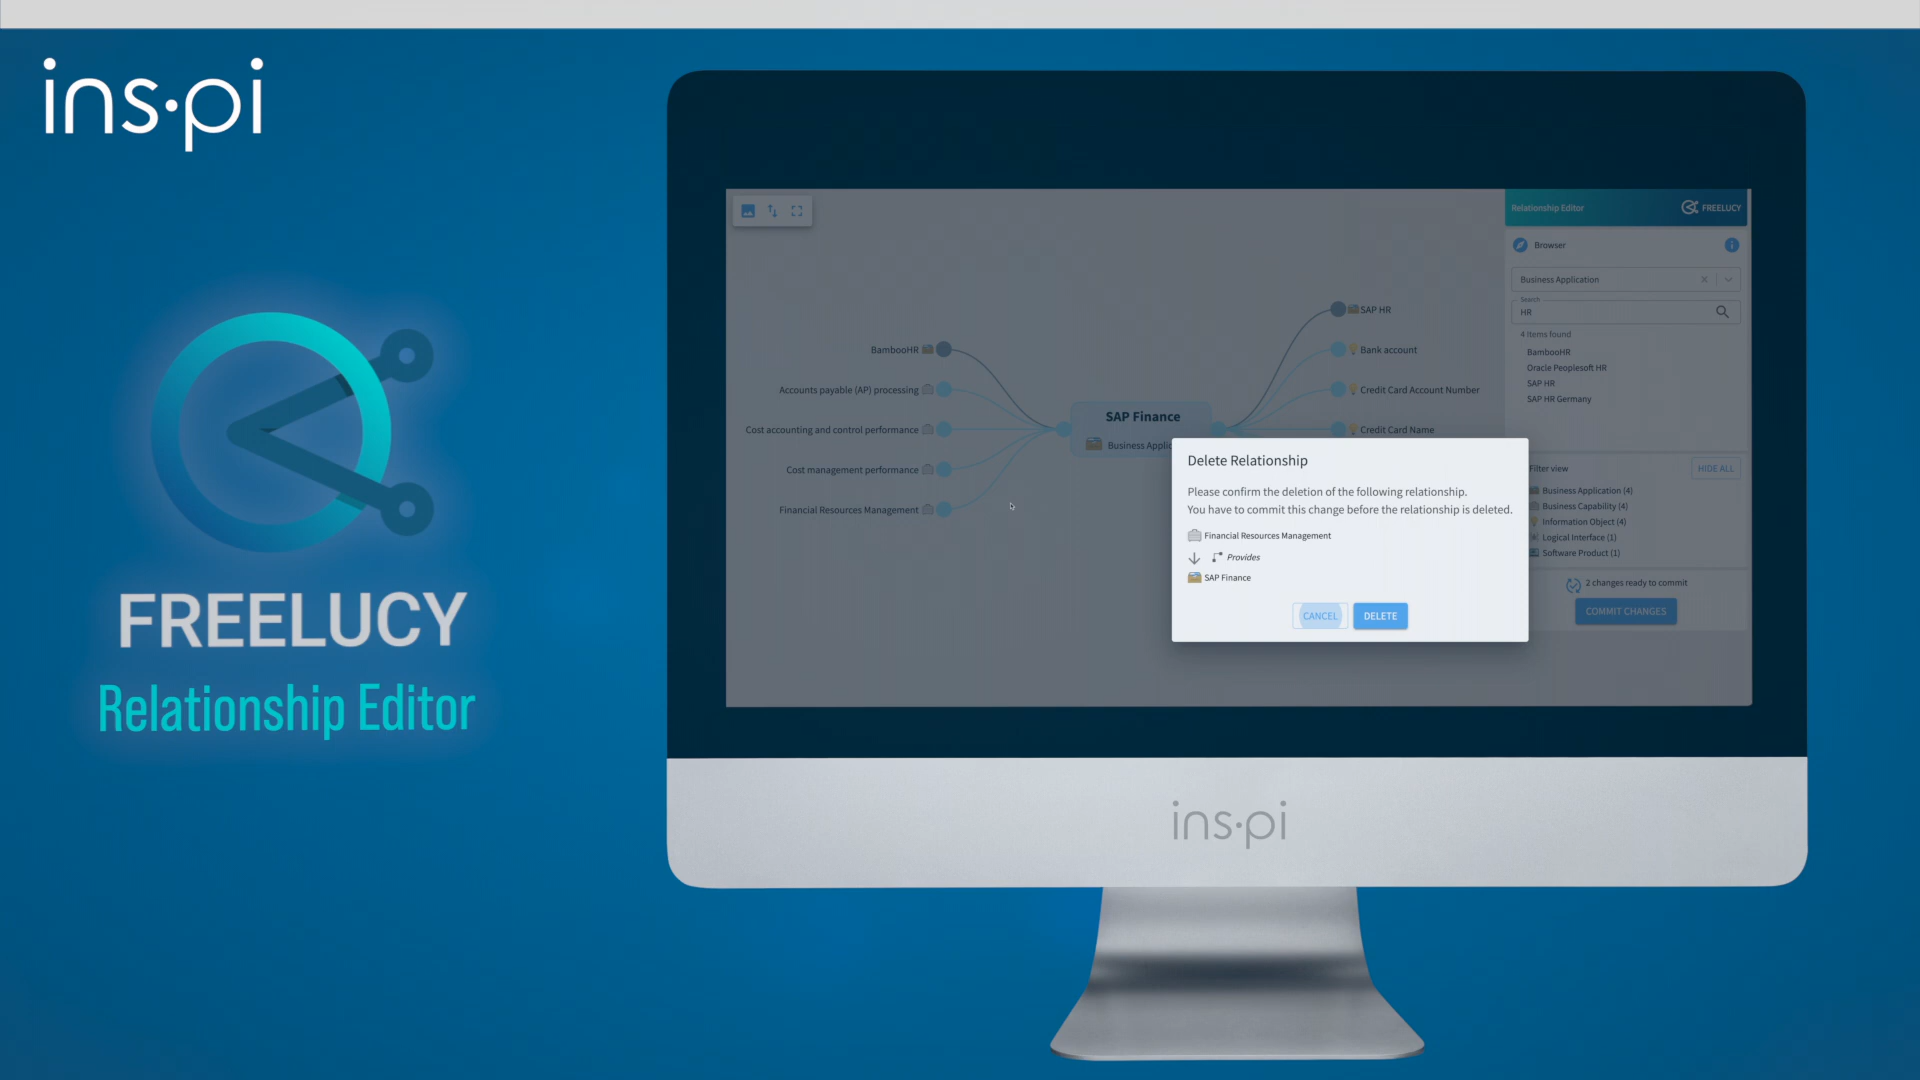 ins·pi
FREELUCY
Relationship Editor
BambooHR
Accounts payable (AP) processing
Cost accounting and control performance
Cost management performance
Financial Resources Management
SAP Finance
Business Applic
SAP HR
Bank account
Credit Card Account Number
Credit Card Name
Delete Relationship
Please confirm the deletion of the following relationship.
You have to commit this change before the relationship is deleted.
Financial Resources Management
Provides
SAP Finance
CANCEL
DELETE
Relationship Editor
FREELUCY
Browser
Business Application
Search
HR
4 Items found
BambooHR
Oracle Peoplesoft HR
SAP HR
SAP HR Germany
Filter view
HIDE ALL
Business Application (4)
Business Capability (4)
Information Object (4)
Logical Interface (1)
Software Product (1)
2 changes ready to commit
COMMIT CHANGES
ins·pi